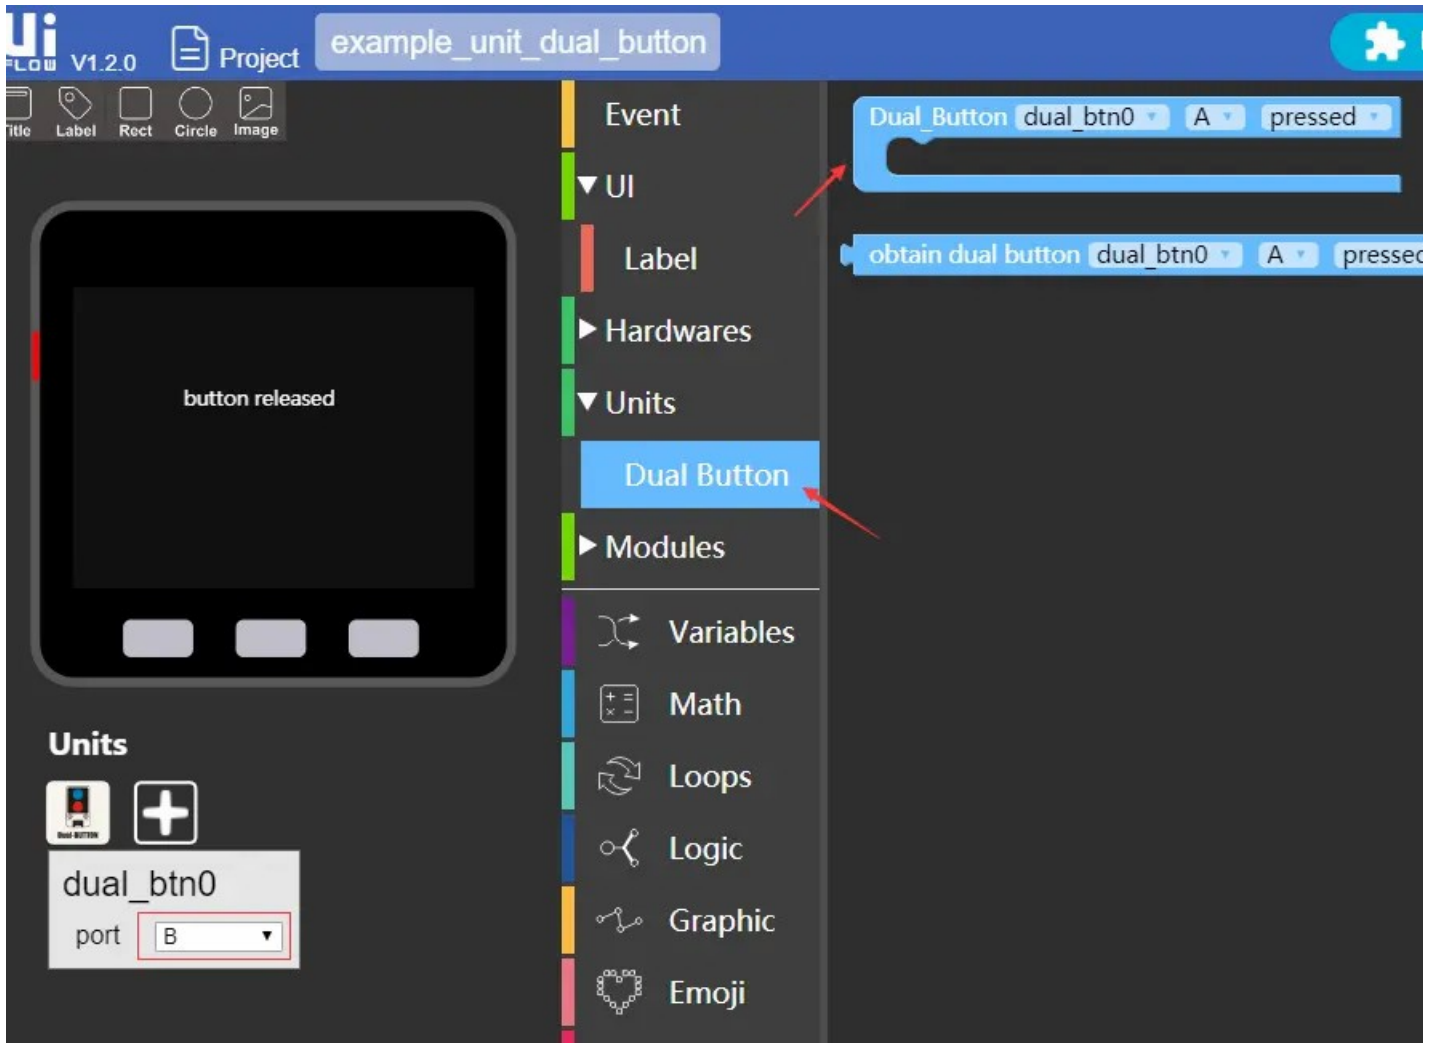 Ui
FLOW
V1.2.0
Project
example_unit_dual_button
Label
Rect
Circle
Image
button released
Units
Dual-BUTTON
dual_btn0
port B
Event
UI
Label
Hardwares
Units
Dual Button
Modules
Variables
Math
Loops
Logic
Graphic
Emoji
Dual_Button dual_btn0 A pressed
obtain dual button dual_btn0 A pressed